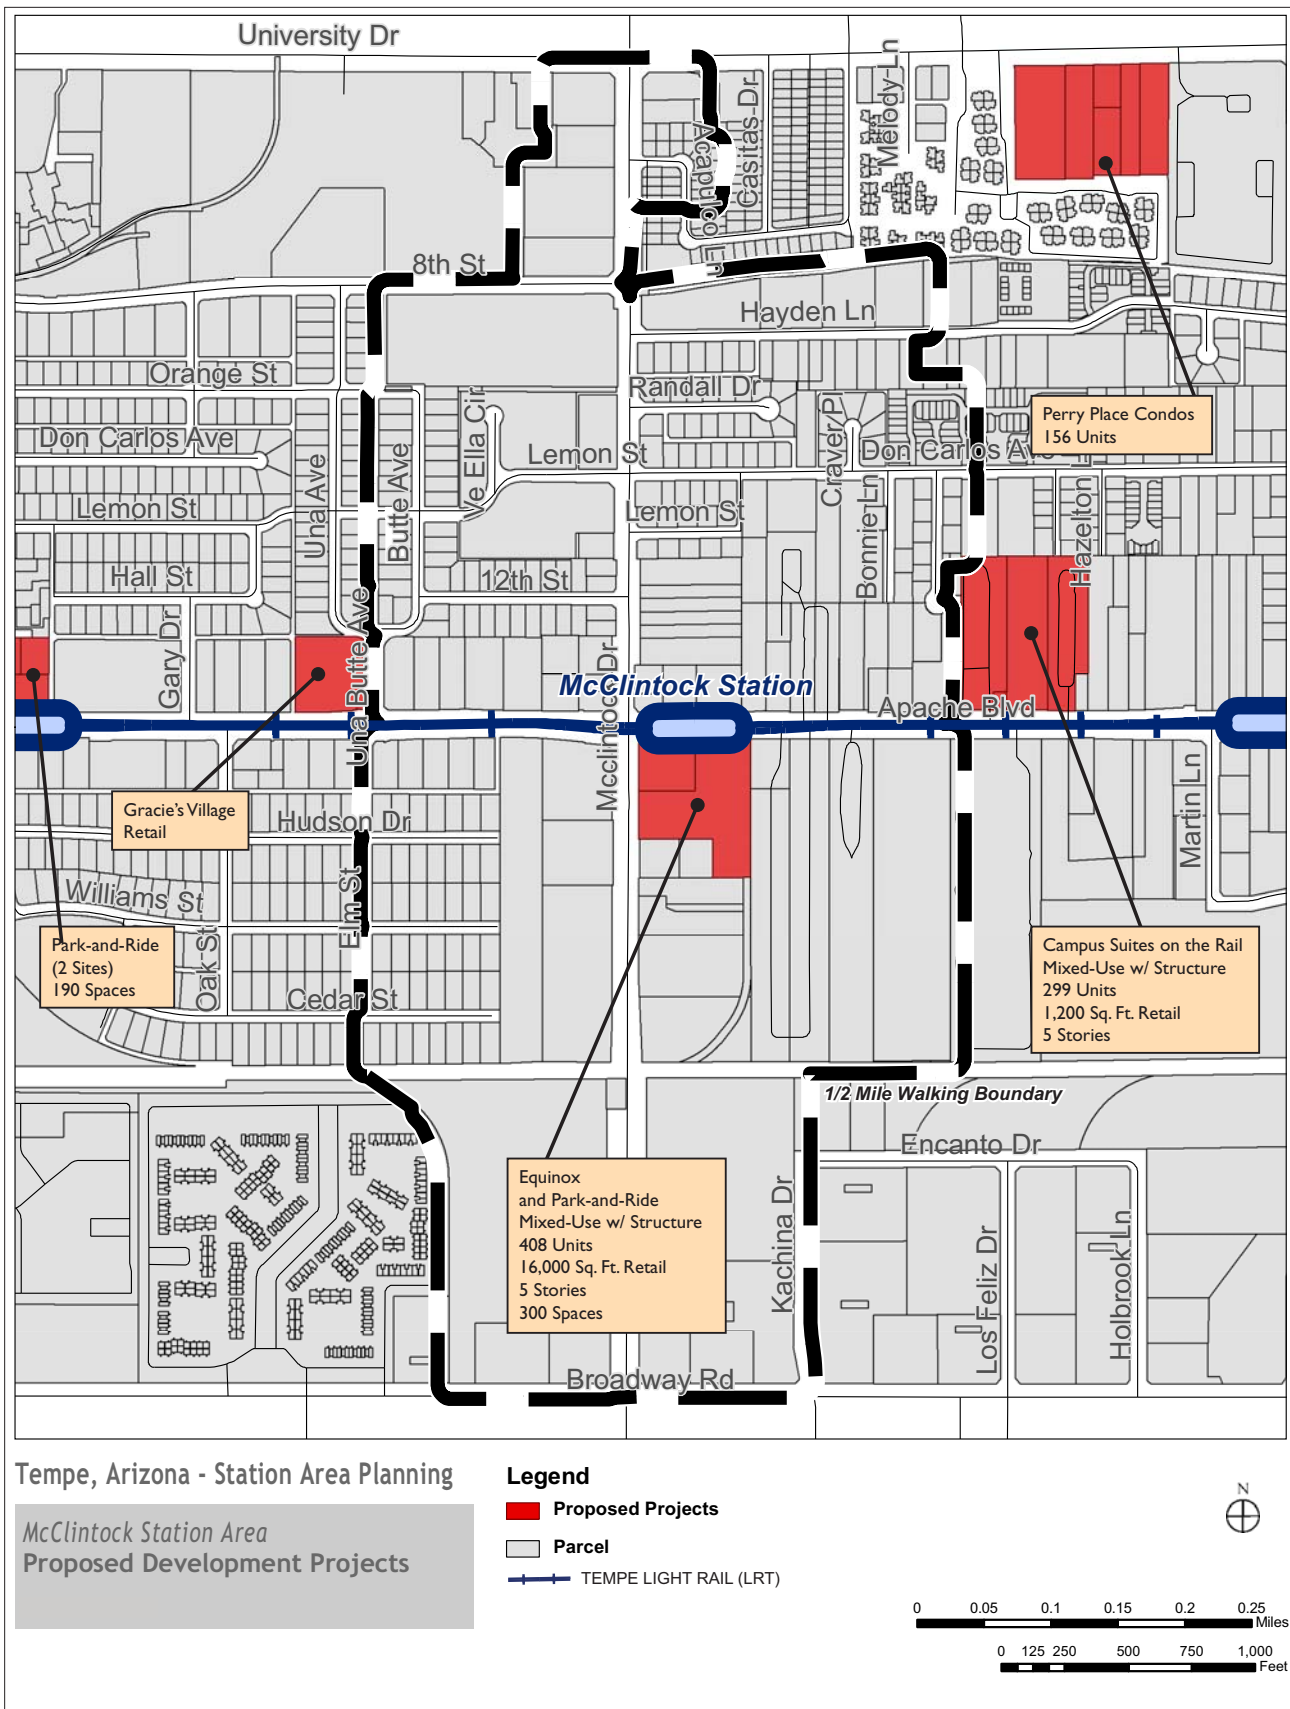 University Dr
Acapulco Ln
Casitas Dr
Melody Ln
8th St
Hayden Ln
Orange St
Randall Dr
Perry Place Condos
156 Units
Don Carlos Ave
Una Ave
Butte Ave
Ve Ella Cir
Lemon St
Craver Pl
Don Carlos Ave
Lemon St
Lemon St
Bonnie Ln
Hazelton L
Hall St
12th St
Gary Dr
Una Butte Ave
Mcclintock Dr
McClintock Station
Apache Blvd
Gracie's Village
Retail
Hudson Dr
Martin Ln
Williams St
Elm St
Oak St
Park-and-Ride
(2 Sites)
190 Spaces
Cedar St
Campus Suites on the Rail
Mixed-Use w/ Structure
299 Units
1,200 Sq. Ft. Retail
5 Stories
1/2 Mile Walking Boundary
Encanto Dr
Equinox
and Park-and-Ride
Mixed-Use w/ Structure
408 Units
16,000 Sq. Ft. Retail
5 Stories
300 Spaces
Kachina Dr
Los Feliz Dr
Holbrook Ln
Broadway Rd
Tempe, Arizona - Station Area Planning
McClintock Station Area
Proposed Development Projects
Legend
Proposed Projects
Parcel
TEMPE LIGHT RAIL (LRT)
N
0 0.05 0.1 0.15 0.2 0.25
Miles
0 125 250 500 750 1,000
Feet